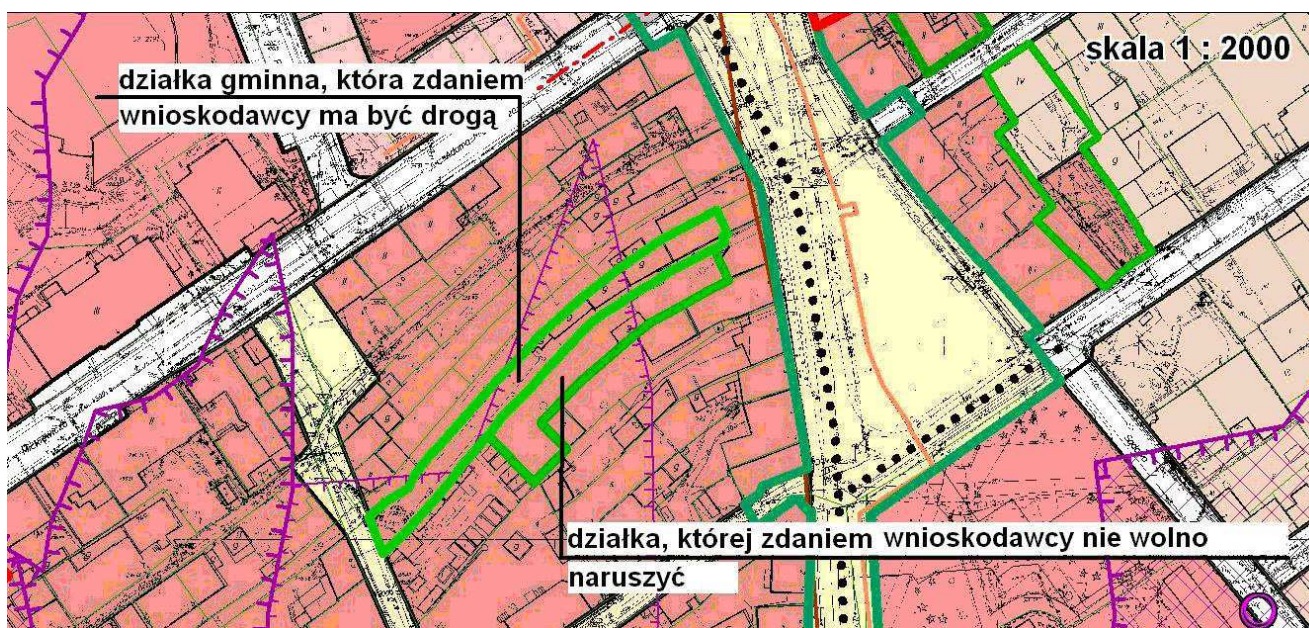 skala 1 : 2000
działka gminna, która zdaniem
wnioskodawcy ma być drogą
działka, której zdaniem wnioskodawcy nie wolno
naruszyć